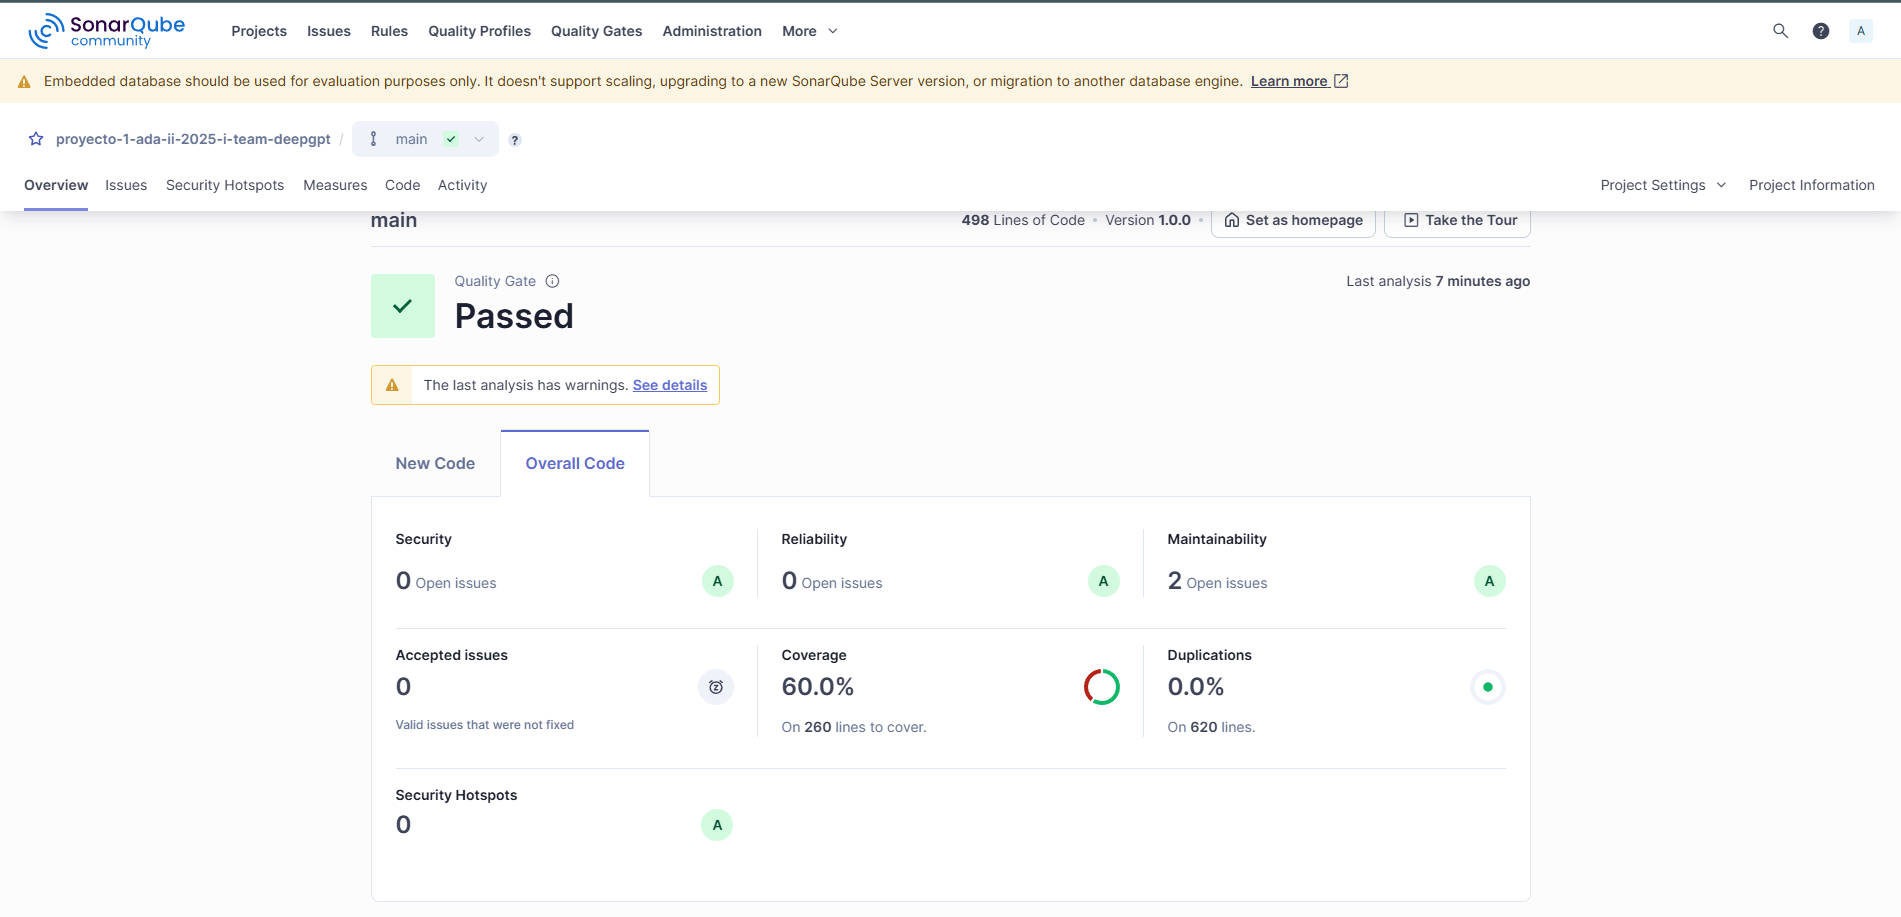 SonarQube community
Projects Issues Rules Quality Profiles Quality Gates Administration More
? A
Embedded database should be used for evaluation purposes only. It doesn't support scaling, upgrading to a new SonarQube Server version, or migration to another database engine. Learn more
proyecto-1-ada-ii-2025-i-team-deepgpt / main ?
Overview Issues Security Hotspots Measures Code Activity Project Settings Project Information
main 498 Lines of Code • Version 1.0.0 • Set as homepage Take the Tour
Quality Gate Last analysis 7 minutes ago
Passed
The last analysis has warnings. See details
New Code Overall Code
Security Reliability Maintainability
0 Open issues A 0 Open issues A 2 Open issues A
Accepted issues Coverage Duplications
0 60.0% 0.0%
Valid issues that were not fixed On 260 lines to cover. On 620 lines.
Security Hotspots
0 A